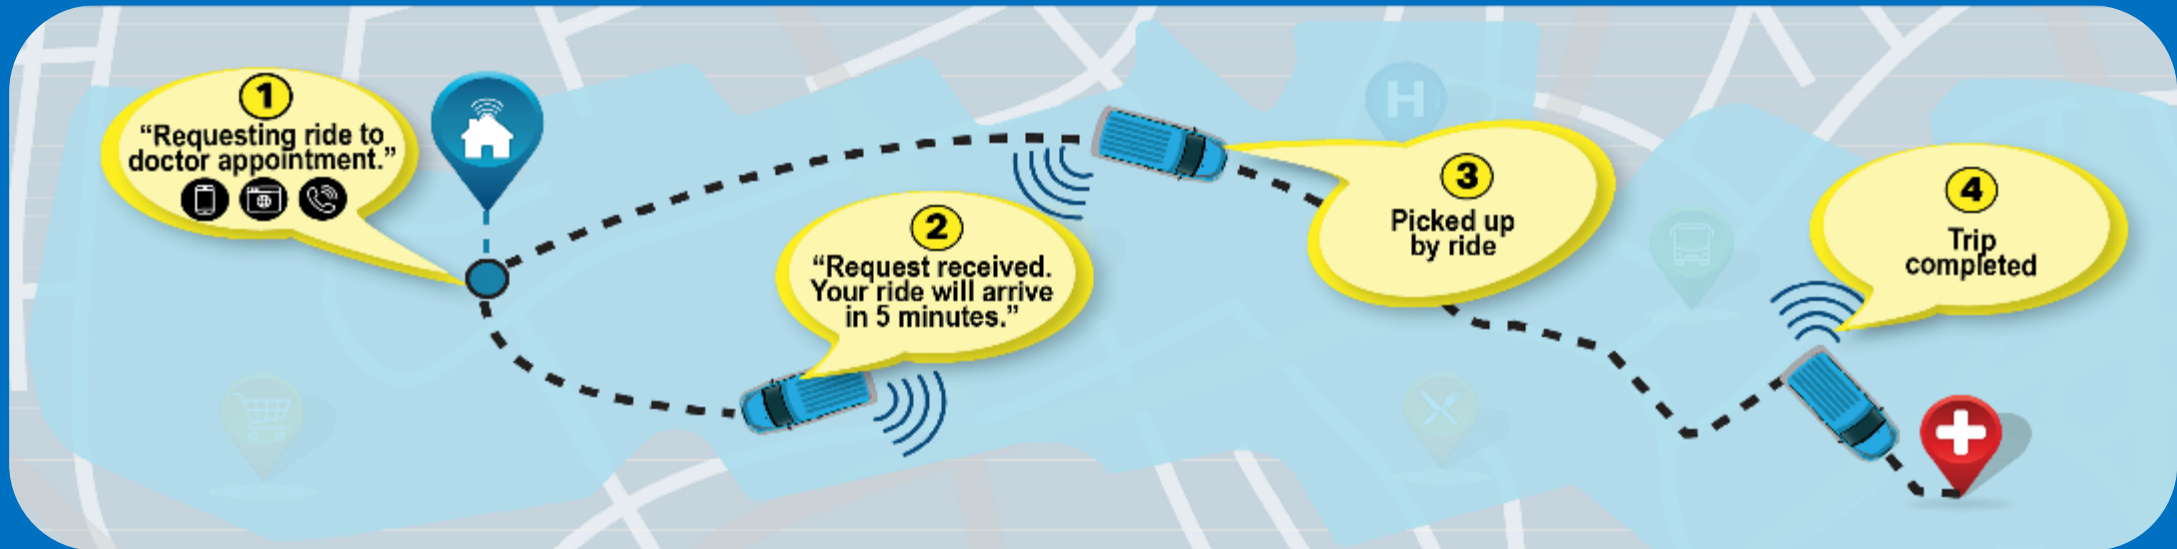 1
“Requesting ride to
doctor appointment.”
2
“Request received.
Your ride will arrive
in 5 minutes.”
H
3
Picked up
by ride
4
Trip
completed